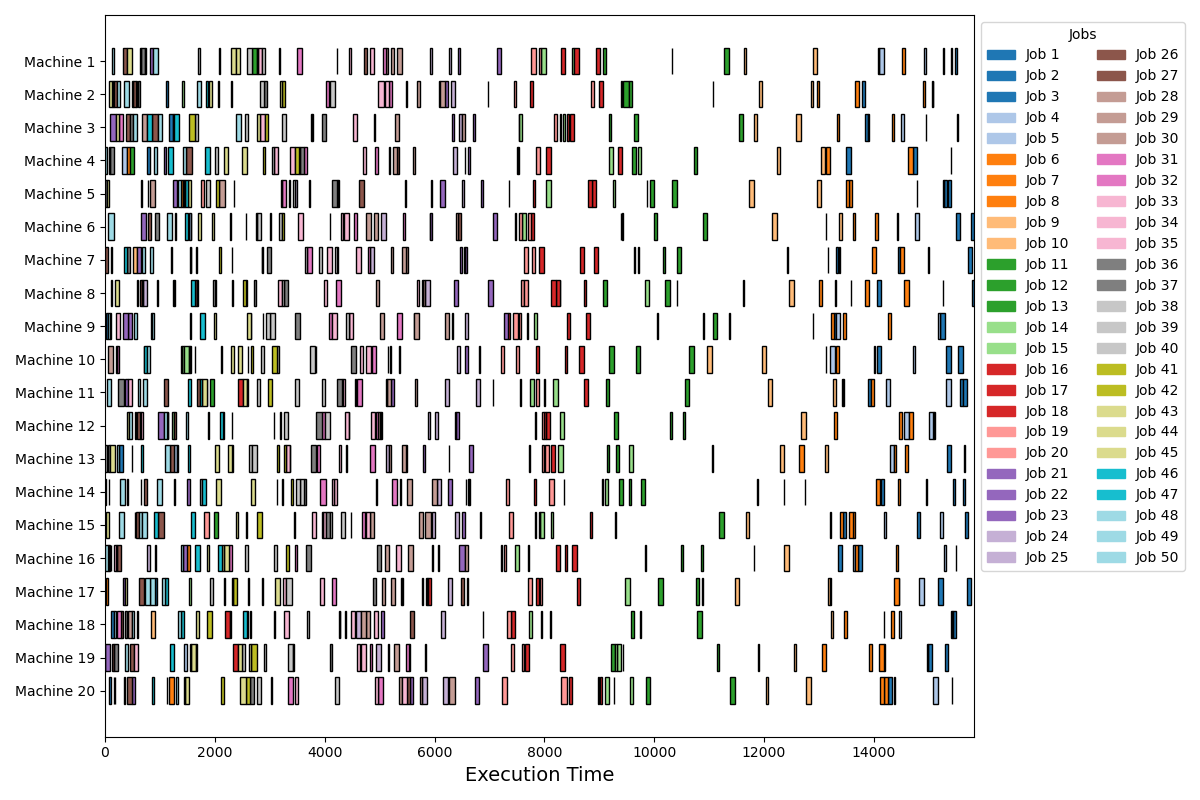 Machine 1
Machine 2
Machine 3
Machine 4
Machine 5
Machine 6
Machine 7
Machine 8
Machine 9
Machine 10
Machine 11
Machine 12
Machine 13
Machine 14
Machine 15
Machine 16
Machine 17
Machine 18
Machine 19
Machine 20
0 2000 4000 6000 8000 10000 12000 14000
Execution Time
Jobs
Job 1 Job 26
Job 2 Job 27
Job 3 Job 28
Job 4 Job 29
Job 5 Job 30
Job 6 Job 31
Job 7 Job 32
Job 8 Job 33
Job 9 Job 34
Job 10 Job 35
Job 11 Job 36
Job 12 Job 37
Job 13 Job 38
Job 14 Job 39
Job 15 Job 40
Job 16 Job 41
Job 17 Job 42
Job 18 Job 43
Job 19 Job 44
Job 20 Job 45
Job 21 Job 46
Job 22 Job 47
Job 23 Job 48
Job 24 Job 49
Job 25 Job 50